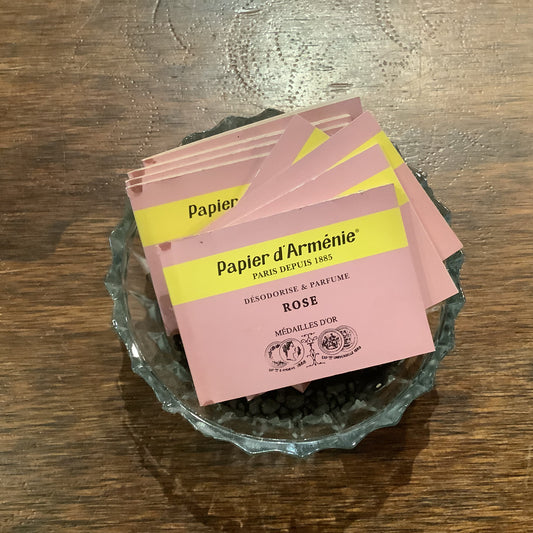 Papier
Papier d'Arménie®
PARIS DEPUIS 1885
DÉSODORISE & PARFUME
ROSE
MÉDAILLES D'OR